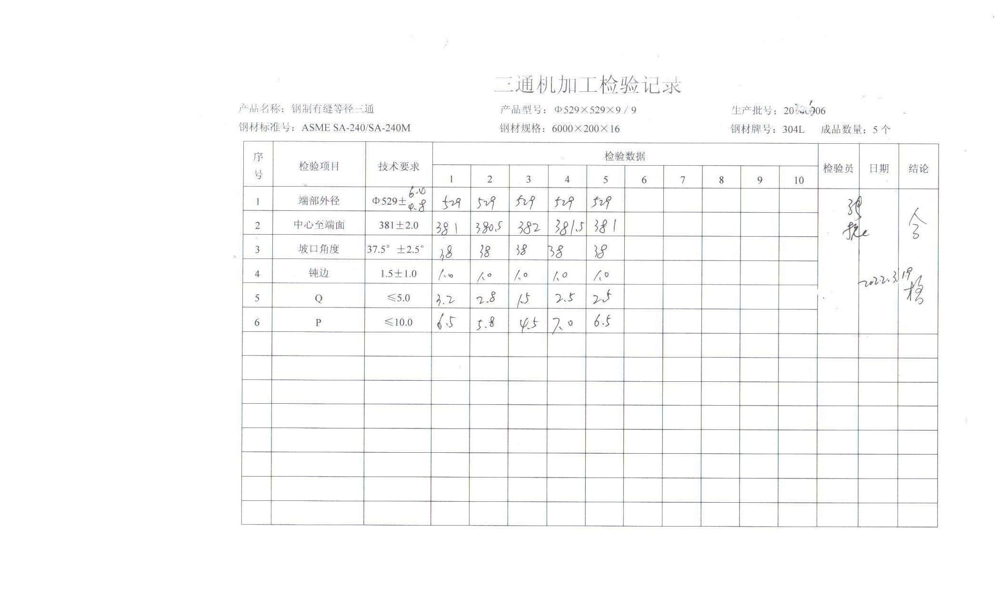 三通机加工检验记录
产品名称：钢制有缝等径三通 产品型号：Φ529×529×9 / 9 生产批号；20 906
钢材标准号：ASME SA-240/SA-240M 钢材规格：6000×200×16 钢材牌号：304L 成品数量；5 个
序号 检验项目 技术要求 检验数据 检验员 日期 结论
1 2 3 4 5 6 7 8 9 10
1 端部外径 Φ529± 6.0 4.8 529 529 529 529 529
2 中心至端面 381±2.0 381 380.5 382 381.5 381
3 坡口角度 37.5° ±2.5° 38 38 38 38 38
4 钝边 1.5±1.0 1.0 1.0 1.0 1.0 1.0
5 Q ≤5.0 3.2 2.8 1.5 2.5 2.5
6 P ≤10.0 6.5 5.8 4.5 7.0 6.5
2022.3.19
合格